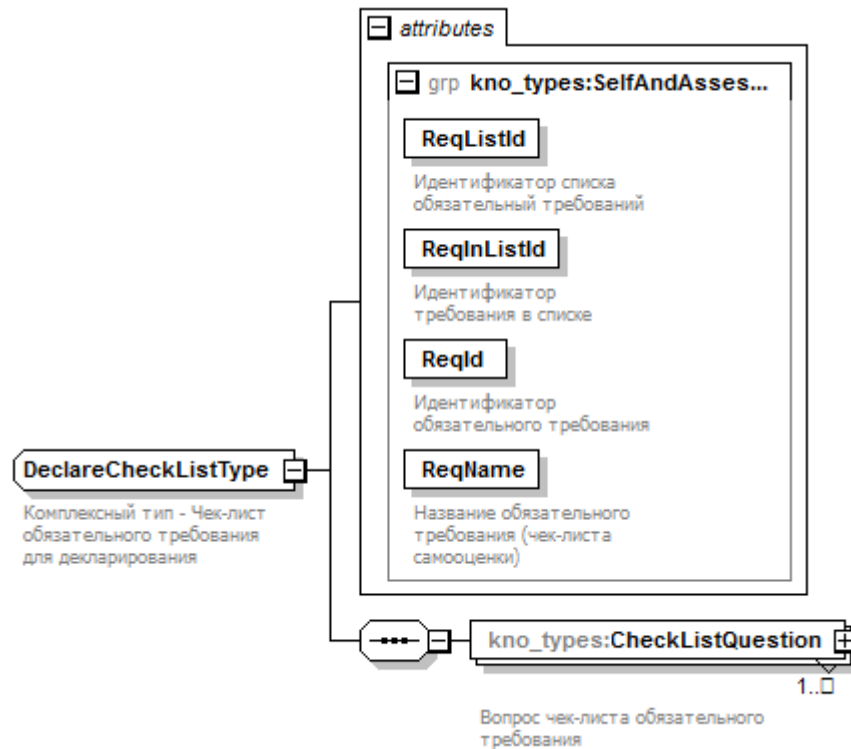 attributes
grp kno_types:SelfAndAsses...
ReqListId
Идентификатор списка
обязательный требований
ReqInListId
Идентификатор
требования в списке
ReqId
Идентификатор
обязательного требования
ReqName
Название обязательного
требования (чек-листа
самооценки)
DeclareCheckListType
Комплексный тип - Чек-лист
обязательного требования
для декларирования
kno_types:CheckListQuestion
1..□
Вопрос чек-листа обязательного
требования